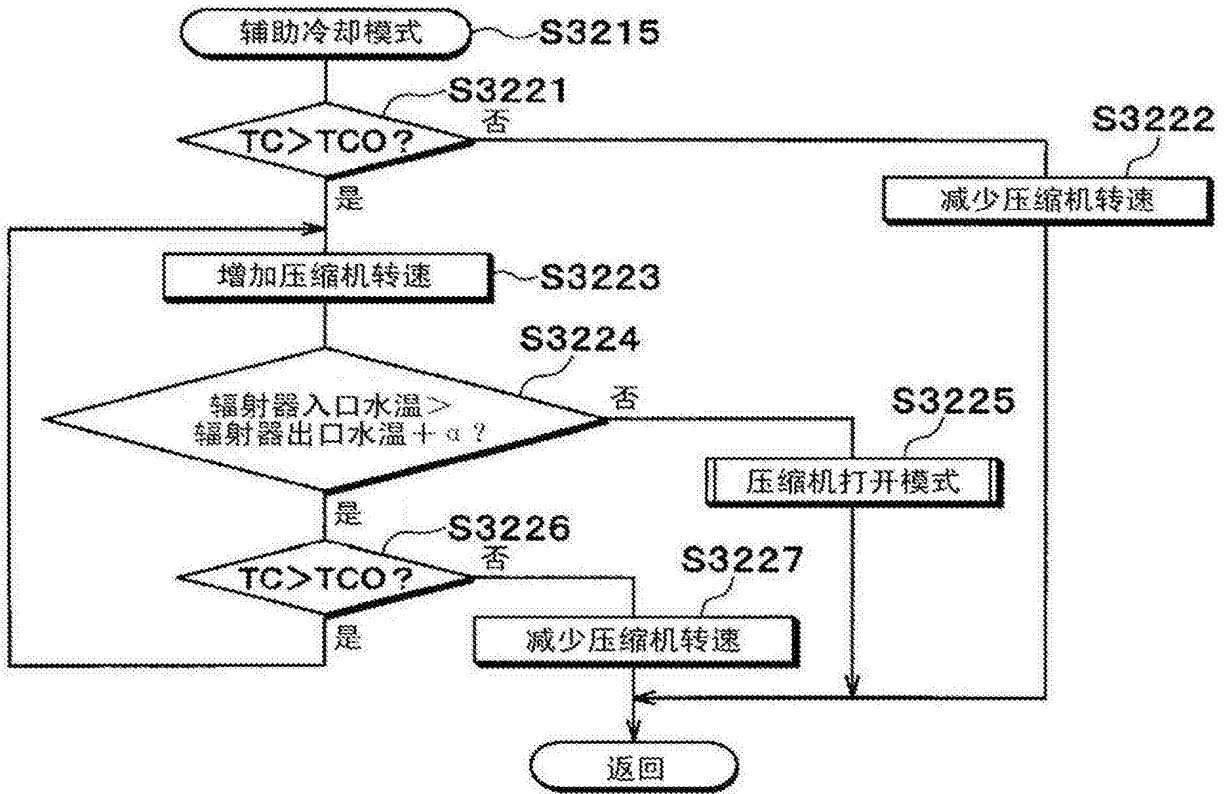 辅助冷却模式
S3215
S3221
TC>TCO?
否
是
S3222
减少压缩机转速
增加压缩机转速
S3223
S3224
辐射器入口水温>
辐射器出口水温+α?
否
是
S3225
压缩机打开模式
S3226
TC>TCO?
否
是
S3227
减少压缩机转速
返回